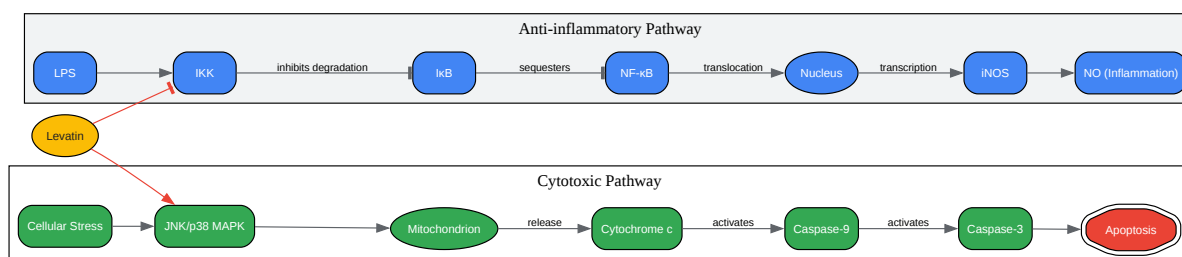 Anti-inflammatory Pathway
LPS
IKK
inhibits degradation
IκB
sequesters
NF-κB
translocation
Nucleus
transcription
iNOS
NO (Inflammation)
Levatin
Cytotoxic Pathway
Cellular Stress
JNK/p38 MAPK
Mitochondrion
release
Cytochrome c
activates
Caspase-9
activates
Caspase-3
Apoptosis